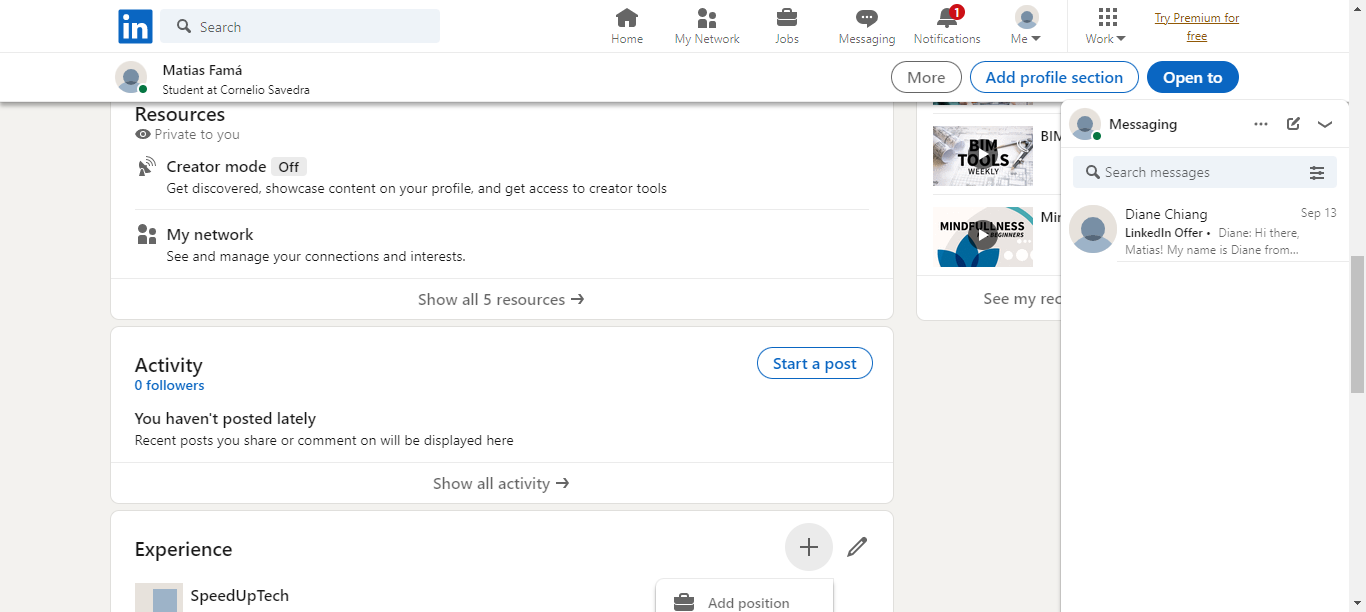 in
Search
Home
My Network
Jobs
Messaging
1
Notifications
Me
Work
Try Premium for
free
Matias Famá
Student at Cornelio Savedra
More
Add profile section
Open to
Resources
Private to you
Creator mode Off
Get discovered, showcase content on your profile, and get access to creator tools
My network
See and manage your connections and interests.
Show all 5 resources →
Activity
0 followers
Start a post
You haven't posted lately
Recent posts you share or comment on will be displayed here
Show all activity →
Experience
SpeedUpTech
Add position
BIM
TOOLS
WEEKLY
BIM
MINDFULLNESS
BEGINNERS
Min
See my rec
Messaging
Search messages
Diane Chiang
Sep 13
LinkedIn Offer • Diane: Hi there,
Matias! My name is Diane from...